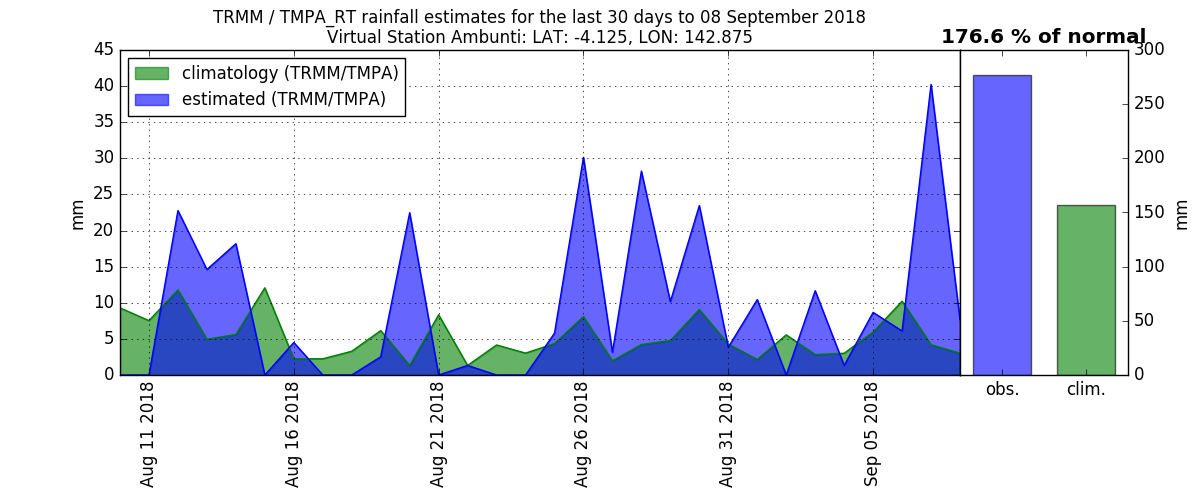 TRMM / TMPA_RT rainfall estimates for the last 30 days to 08 September 2018
Virtual Station Ambunti: LAT: -4.125, LON: 142.875
176.6 % of normal
climatology (TRMM/TMPA)
estimated (TRMM/TMPA)
mm
45
40
35
30
25
20
15
10
5
0
Aug 11 2018
Aug 16 2018
Aug 21 2018
Aug 26 2018
Aug 31 2018
Sep 05 2018
300
250
200
150
100
50
0
mm
obs.
clim.